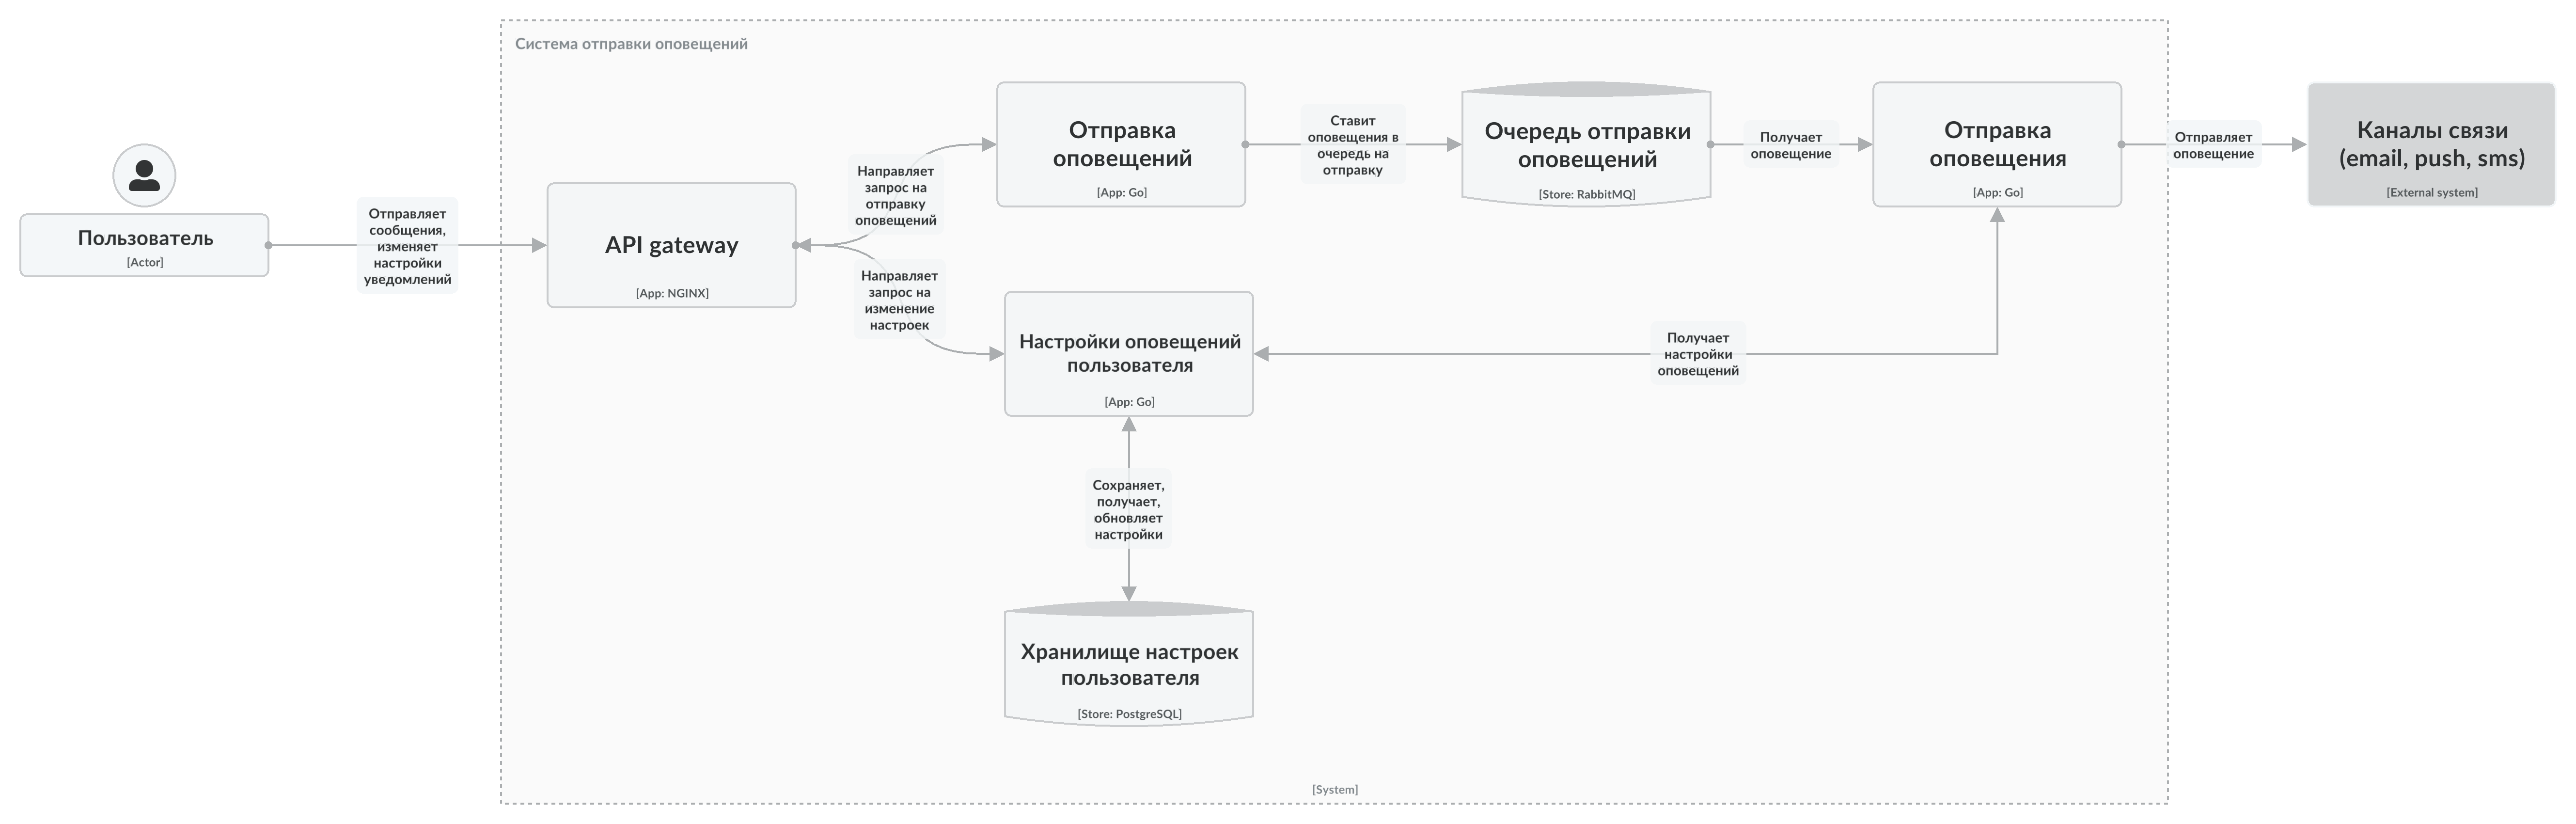 Система отправки оповещений
Пользователь
[Actor]
Отправляет
сообщения,
изменяет
настройки
уведомлений
API gateway
[App: NGINX]
Направляет
запрос на
отправку
оповещений
Направляет
запрос на
изменение
настроек
Отправка
оповещений
[App: Go]
Ставит
оповещения в
очередь на
отправку
Очередь отправки
оповещений
[Store: RabbitMQ]
Получает
оповещение
Отправка
оповещения
[App: Go]
Отправляет
оповещение
Каналы связи
(email, push, sms)
[External system]
Настройки оповещений
пользователя
[App: Go]
Получает
настройки
оповещений
Сохраняет,
получает,
обновляет
настройки
Хранилище настроек
пользователя
[Store: PostgreSQL]
[System]